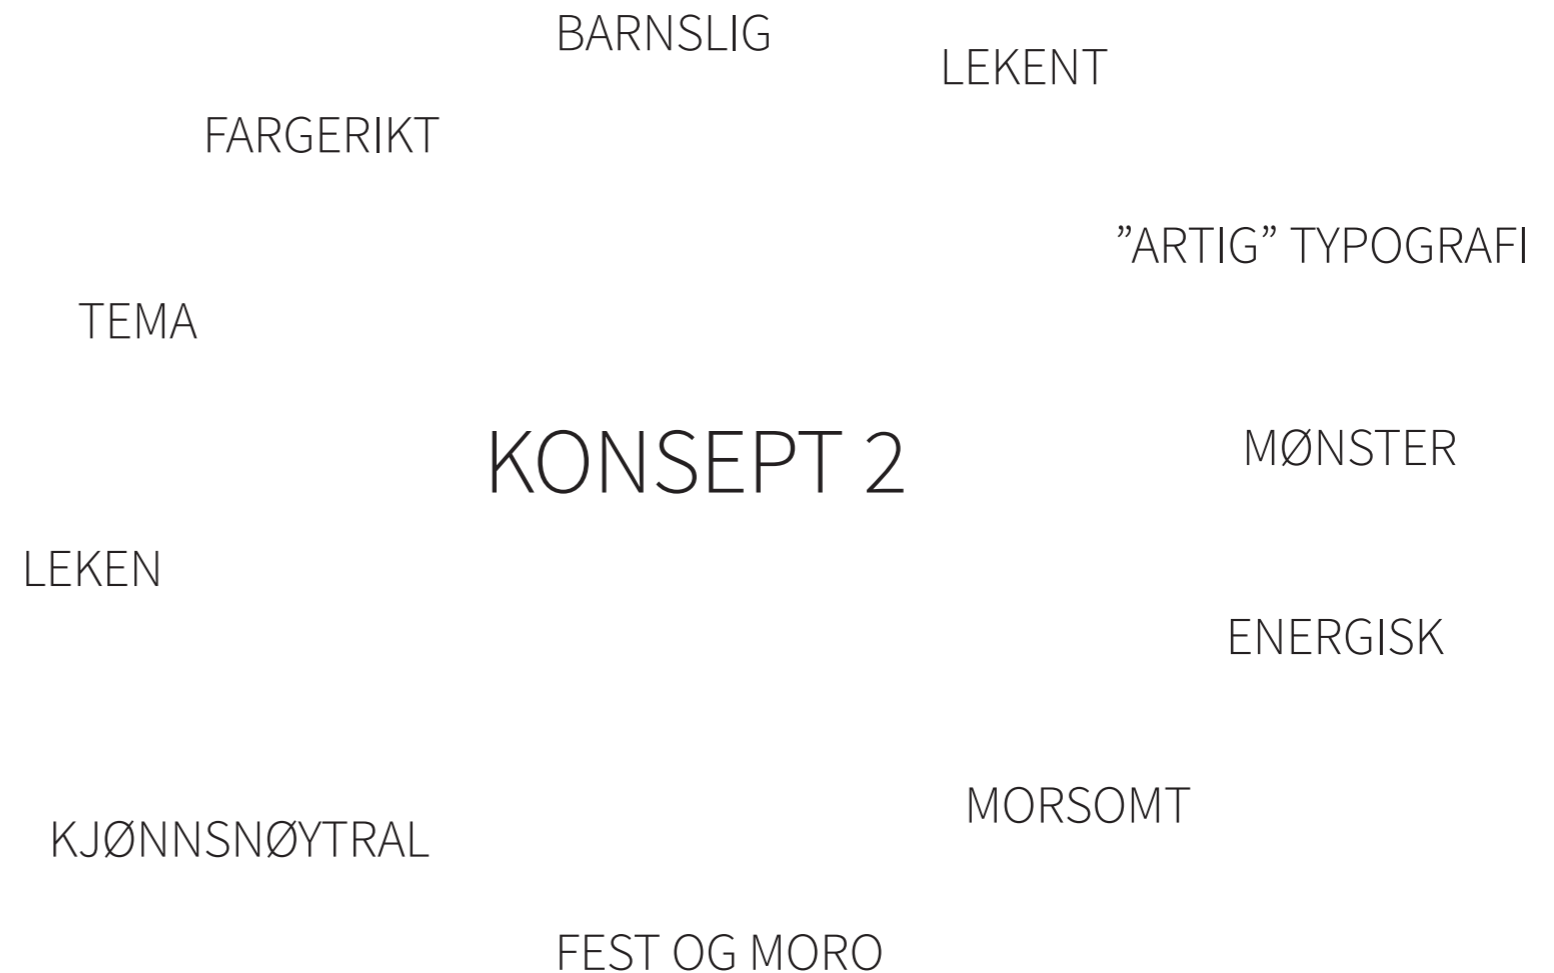 BARNSLIG
LEKENT
FARGERIKT
”ARTIG” TYPOGRAFI
TEMA
KONSEPT 2
MØNSTER
LEKEN
ENERGISK
MORSOMT
KJØNNSNØYTRAL
FEST OG MORO